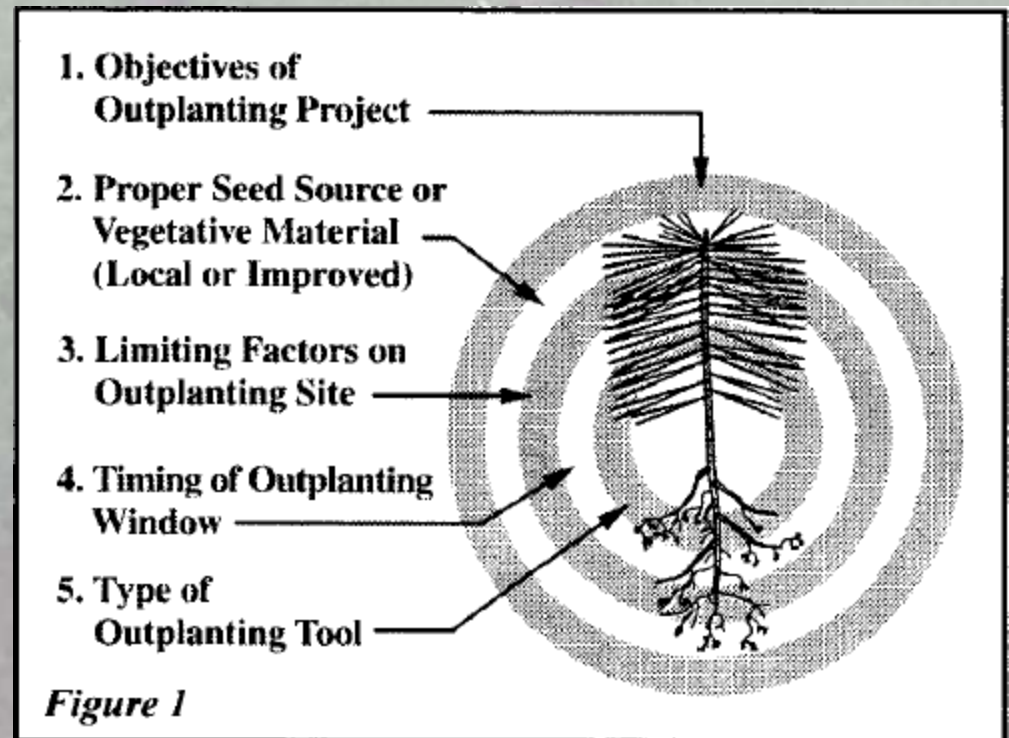 1. Objectives of
Outplanting Project
2. Proper Seed Source or
Vegetative Material
(Local or Improved)
3. Limiting Factors on
Outplanting Site
4. Timing of Outplanting
Window
5. Type of
Outplanting Tool
Figure 1